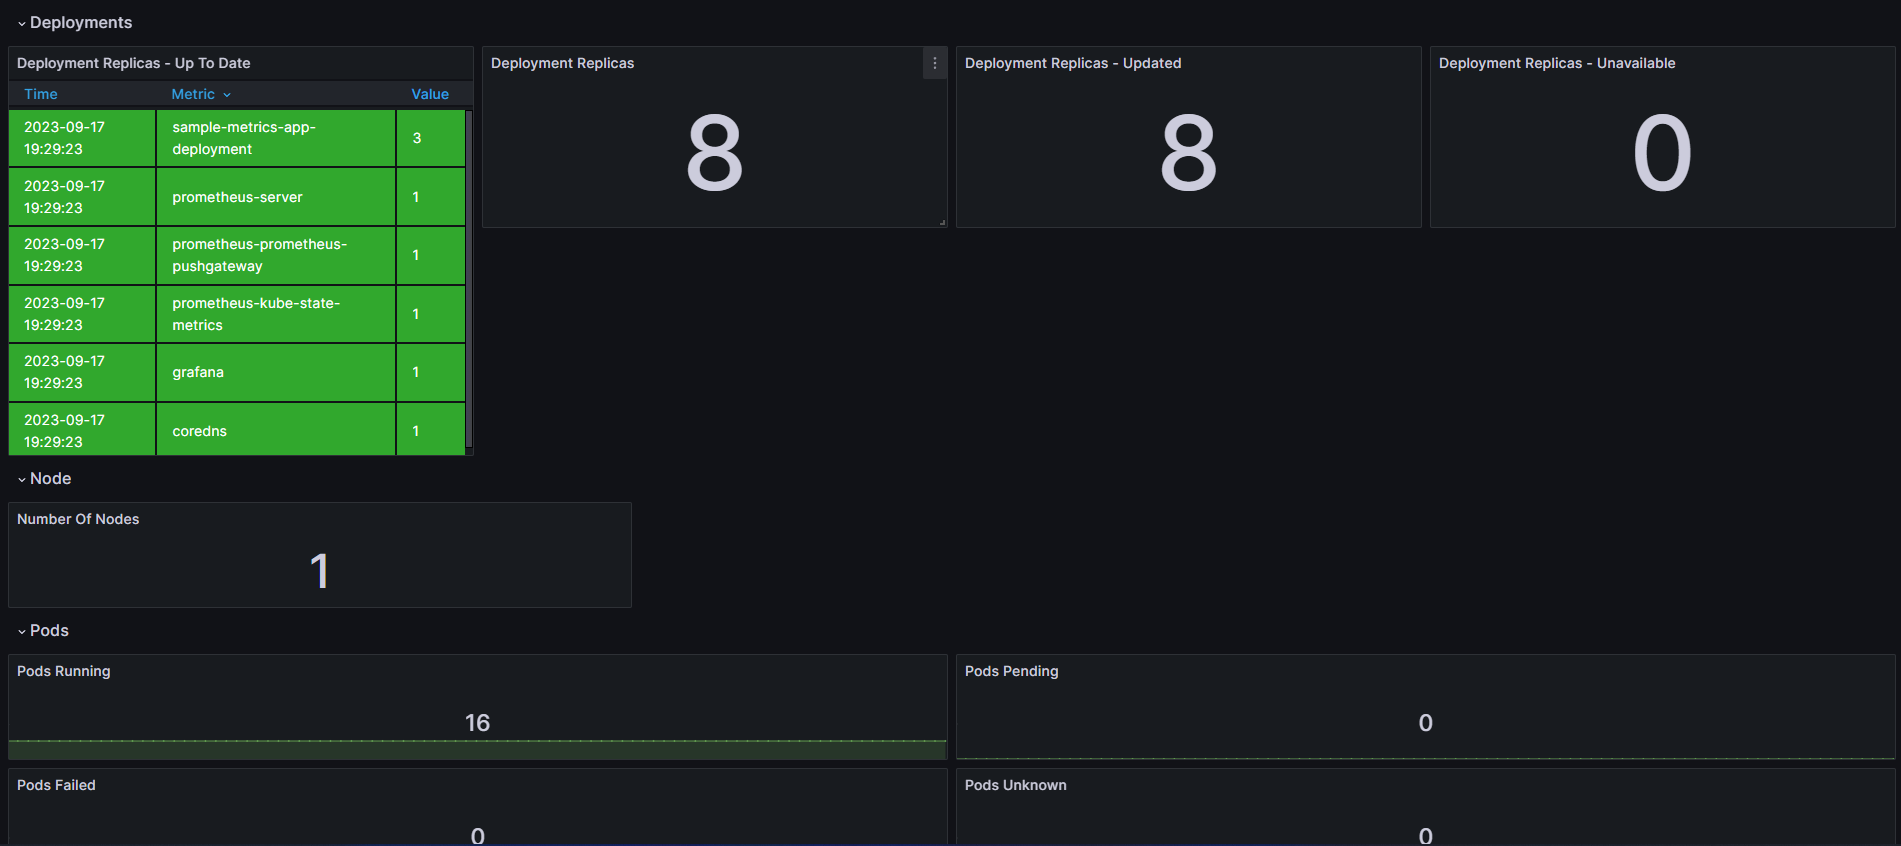 Deployments
Deployment Replicas - Up To Date
Time Metric Value
2023-09-17
19:29:23
sample-metrics-app-
deployment
3
2023-09-17
19:29:23
prometheus-server
1
2023-09-17
19:29:23
prometheus-prometheus-
pushgateway
1
2023-09-17
19:29:23
prometheus-kube-state-
metrics
1
2023-09-17
19:29:23
grafana
1
2023-09-17
19:29:23
coredns
1
Deployment Replicas
8
Deployment Replicas - Updated
8
Deployment Replicas - Unavailable
0
Node
Number Of Nodes
1
Pods
Pods Running
16
Pods Pending
0
Pods Failed
0
Pods Unknown
0